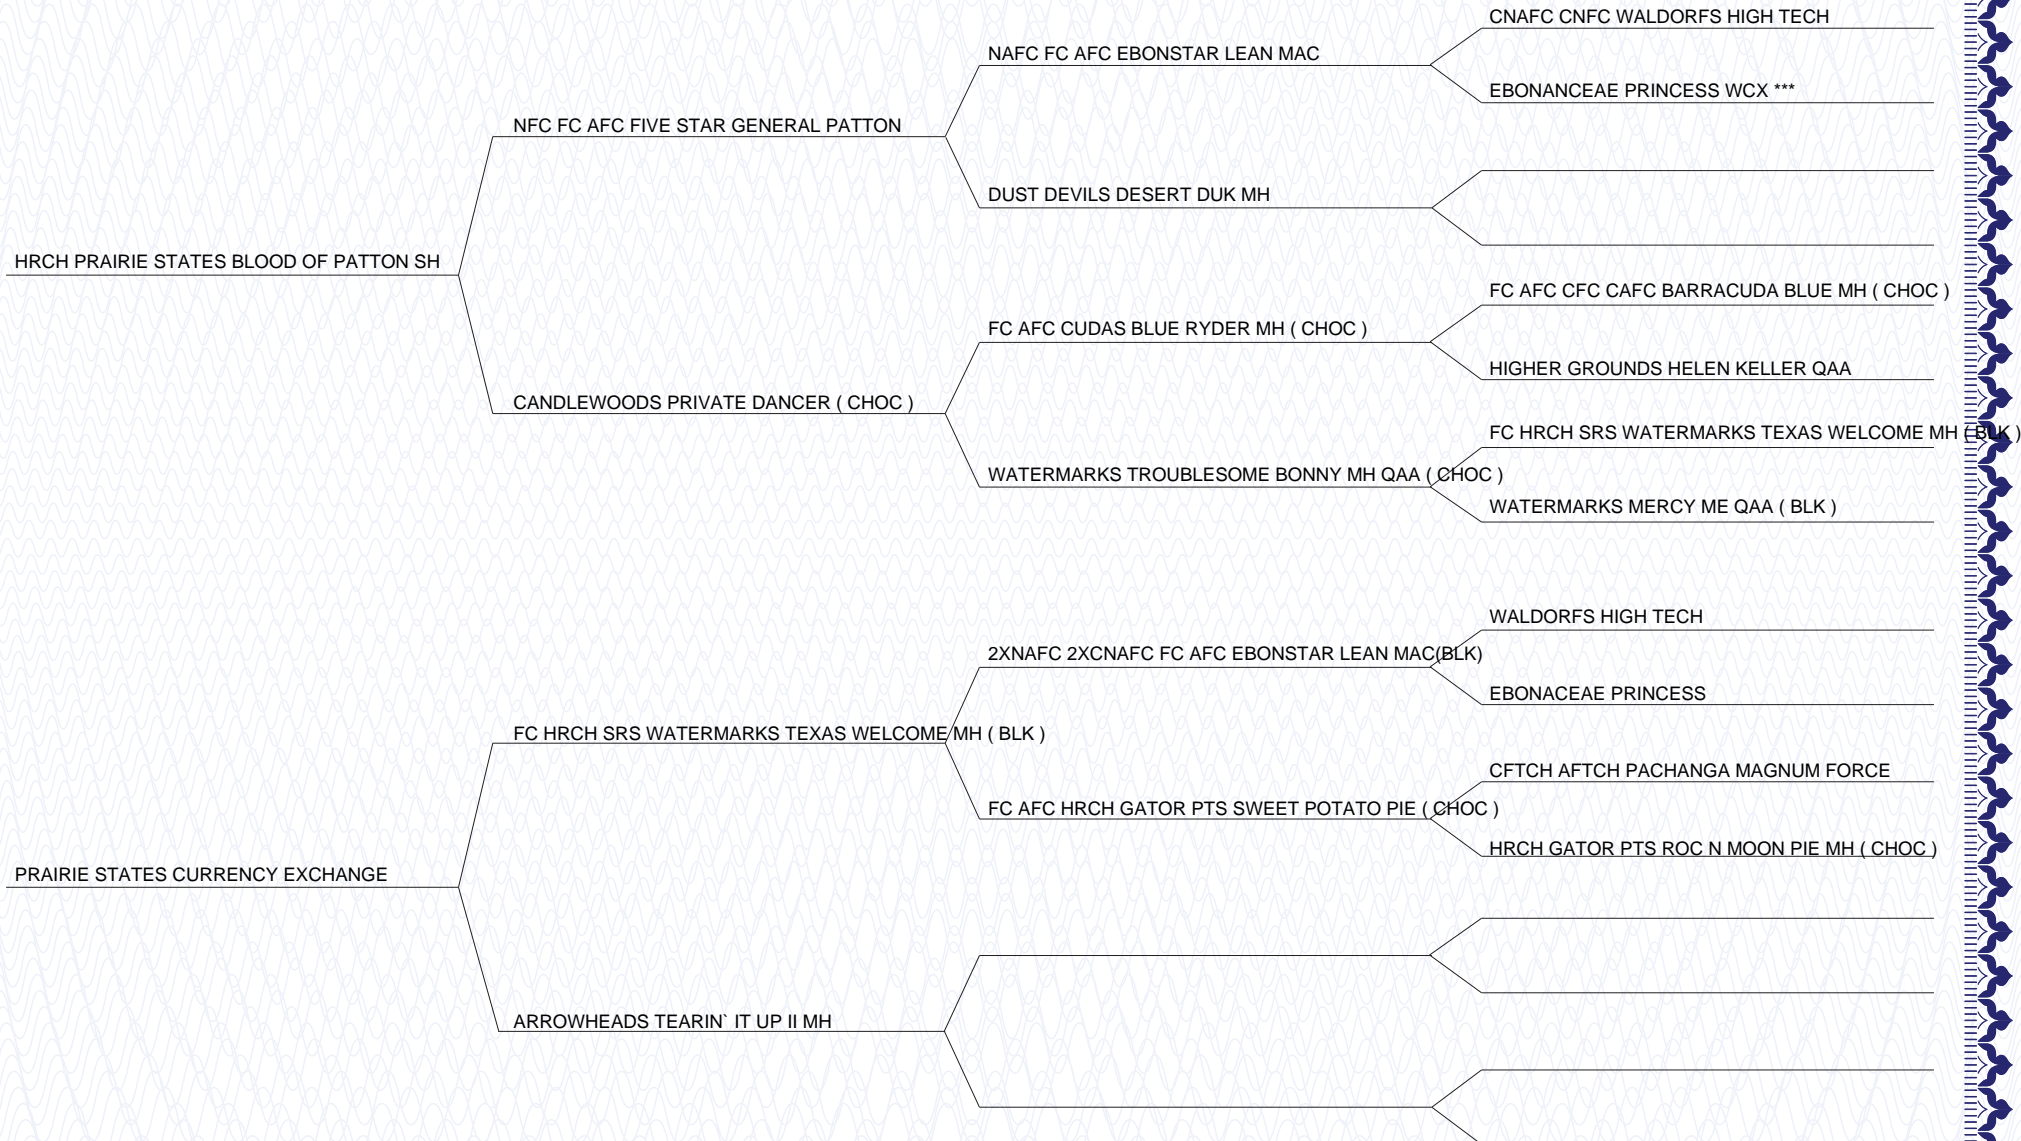 CNAFC CNFC WALDORFS HIGH TECH
NAFC FC AFC EBONSTAR LEAN MAC
EBONANCEAE PRINCESS WCX ***
NFC FC AFC FIVE STAR GENERAL PATTON
DUST DEVILS DESERT DUK MH
HRCH PRAIRIE STATES BLOOD OF PATTON SH
FC AFC CFC CAFC BARRACUDA BLUE MH ( CHOC )
FC AFC CUDAS BLUE RYDER MH ( CHOC )
HIGHER GROUNDS HELEN KELLER QAA
CANDLEWOODS PRIVATE DANCER ( CHOC )
FC HRCH SRS WATERMARKS TEXAS WELCOME MH ( BLK )
WATERMARKS TROUBLESOME BONNY MH QAA ( CHOC )
WATERMARKS MERCY ME QAA ( BLK )
WALDORFS HIGH TECH
2XNAFC 2XCNAFC FC AFC EBONSTAR LEAN MAC(BLK)
EBONACEAE PRINCESS
FC HRCH SRS WATERMARKS TEXAS WELCOME MH ( BLK )
CFTCH AFTCH PACHANGA MAGNUM FORCE
FC AFC HRCH GATOR PTS SWEET POTATO PIE ( CHOC )
HRCH GATOR PTS ROC N MOON PIE MH ( CHOC )
PRAIRIE STATES CURRENCY EXCHANGE
ARROWHEADS TEARIN` IT UP II MH